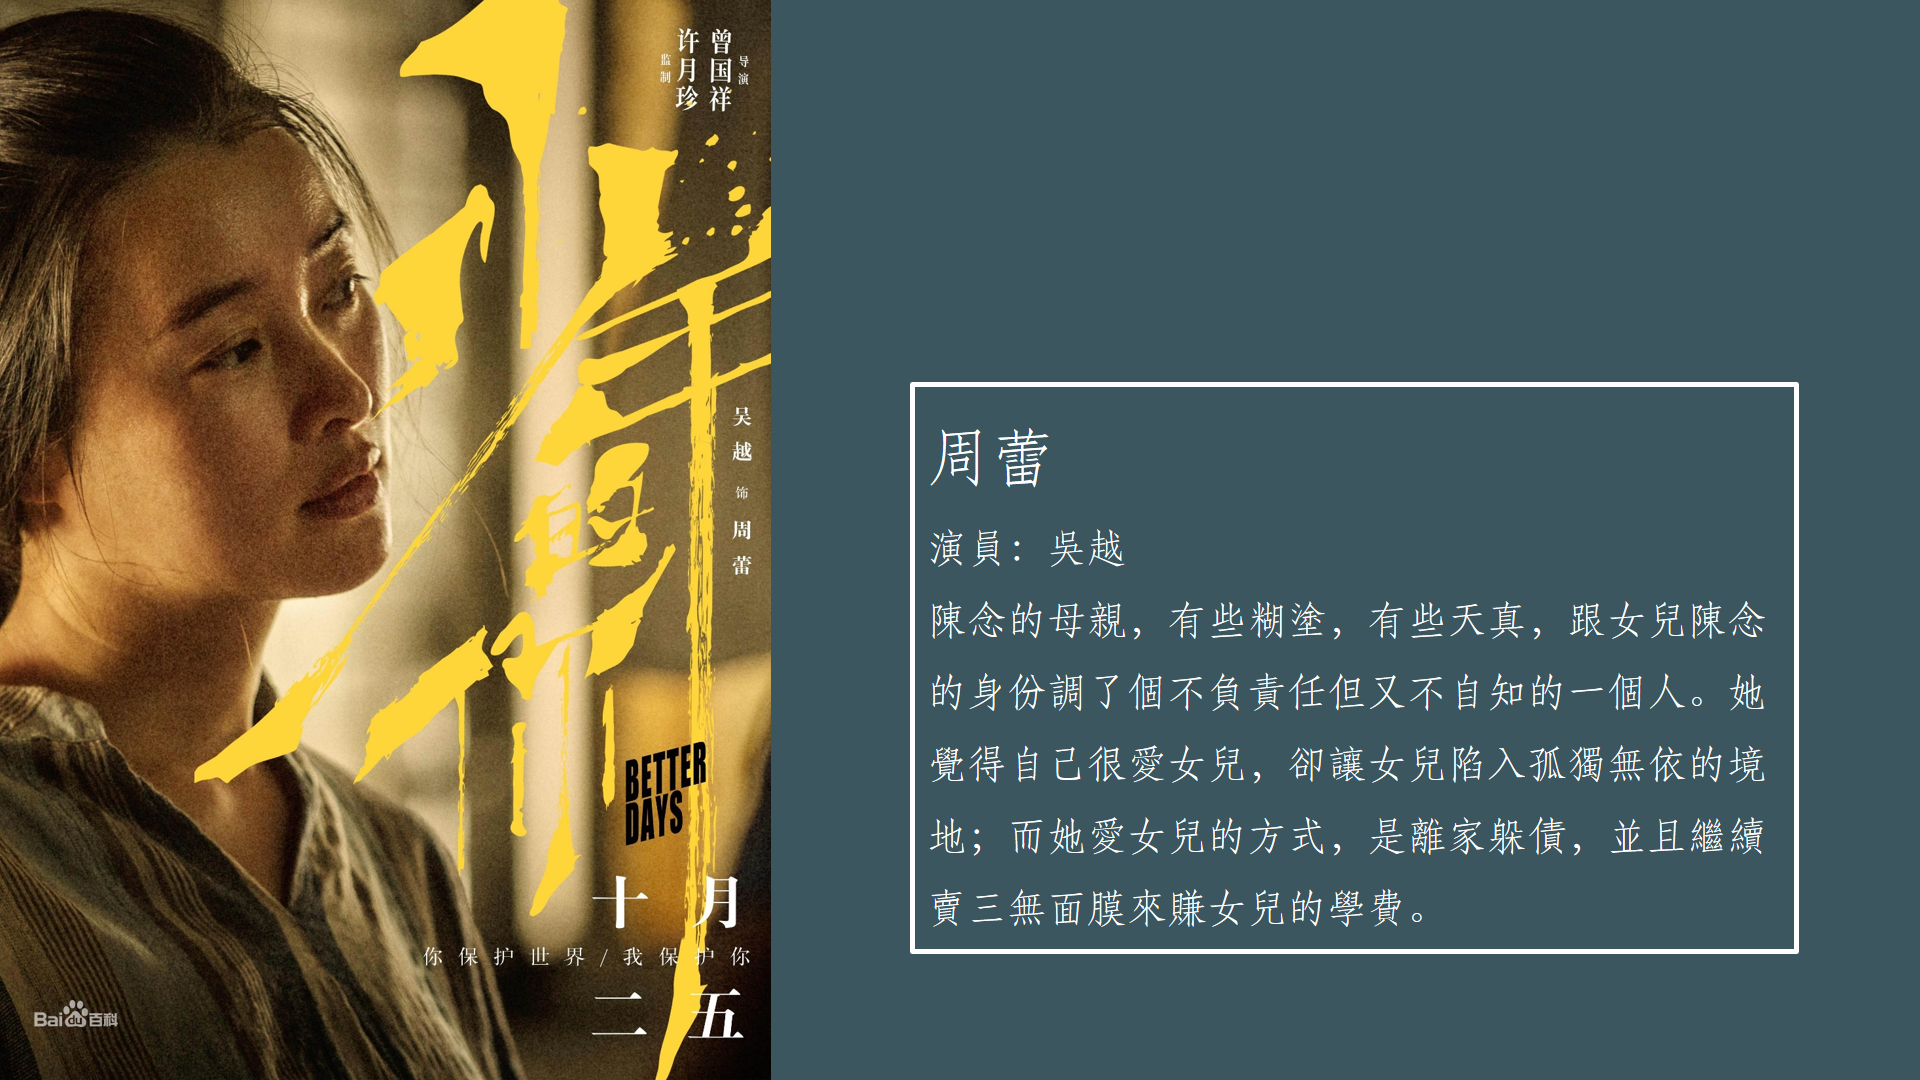 导演
曾国祥
许月珍
监制
少年的你
吴越 饰 周蕾
BETTER
DAYS
十月
你保护世界/我保护你
二五
Bai du 百科
周蕾
演員：吳越
陳念的母親，有些糊塗，有些天真，跟女兒陳念
的身份調了個不負責任但又不自知的一個人。她
覺得自己很愛女兒，卻讓女兒陷入孤獨無依的境
地；而她愛女兒的方式，是離家躲債，並且繼續
賣三無面膜來賺女兒的學費。